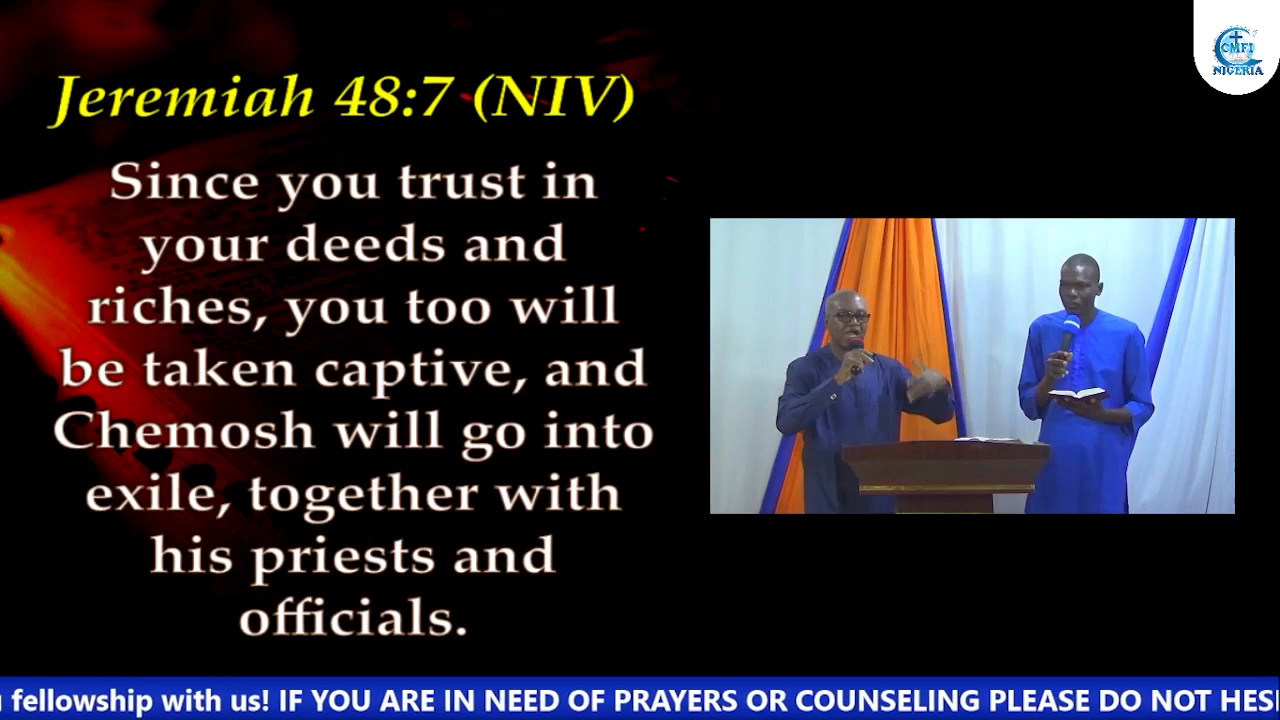 Jeremiah 48:7 (NIV)
Since you trust in
your deeds and
riches, you too will
be taken captive, and
Chemosh will go into
exile, together with
his priests and
officials.
CMFI
NIGERIA
fellowship with us! IF YOU ARE IN NEED OF PRAYERS OR COUNSELING PLEASE DO NOT HES